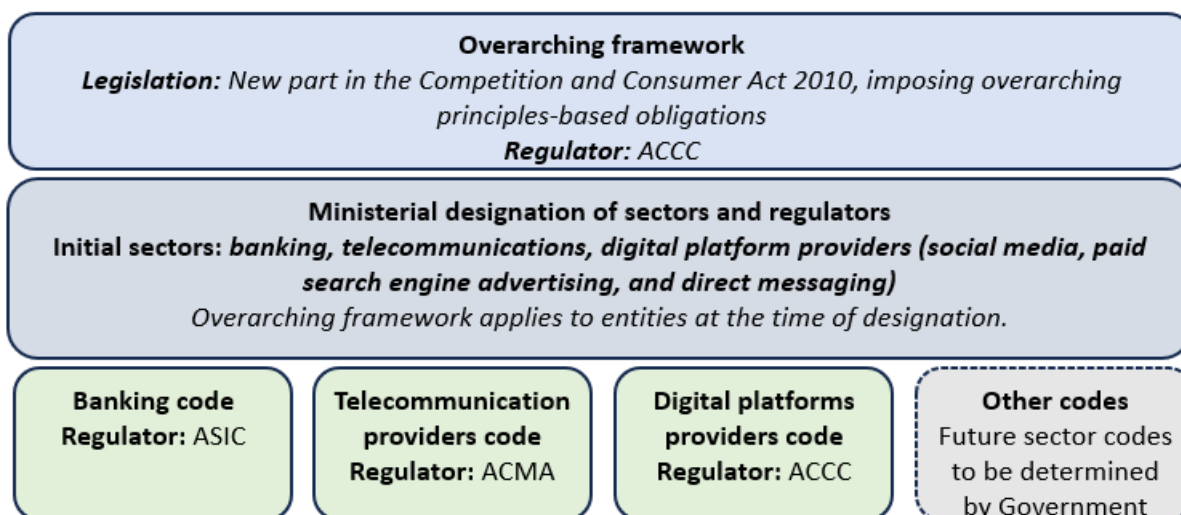 Overarching framework
Legislation: New part in the Competition and Consumer Act 2010, imposing overarching
principles-based obligations
Regulator: ACCC
Ministerial designation of sectors and regulators
Initial sectors: banking, telecommunications, digital platform providers (social media, paid
search engine advertising, and direct messaging)
Overarching framework applies to entities at the time of designation.
Banking code
Regulator: ASIC
Telecommunication
providers code
Regulator: ACMA
Digital platforms
providers code
Regulator: ACCC
Other codes
Future sector codes
to be determined
by Government